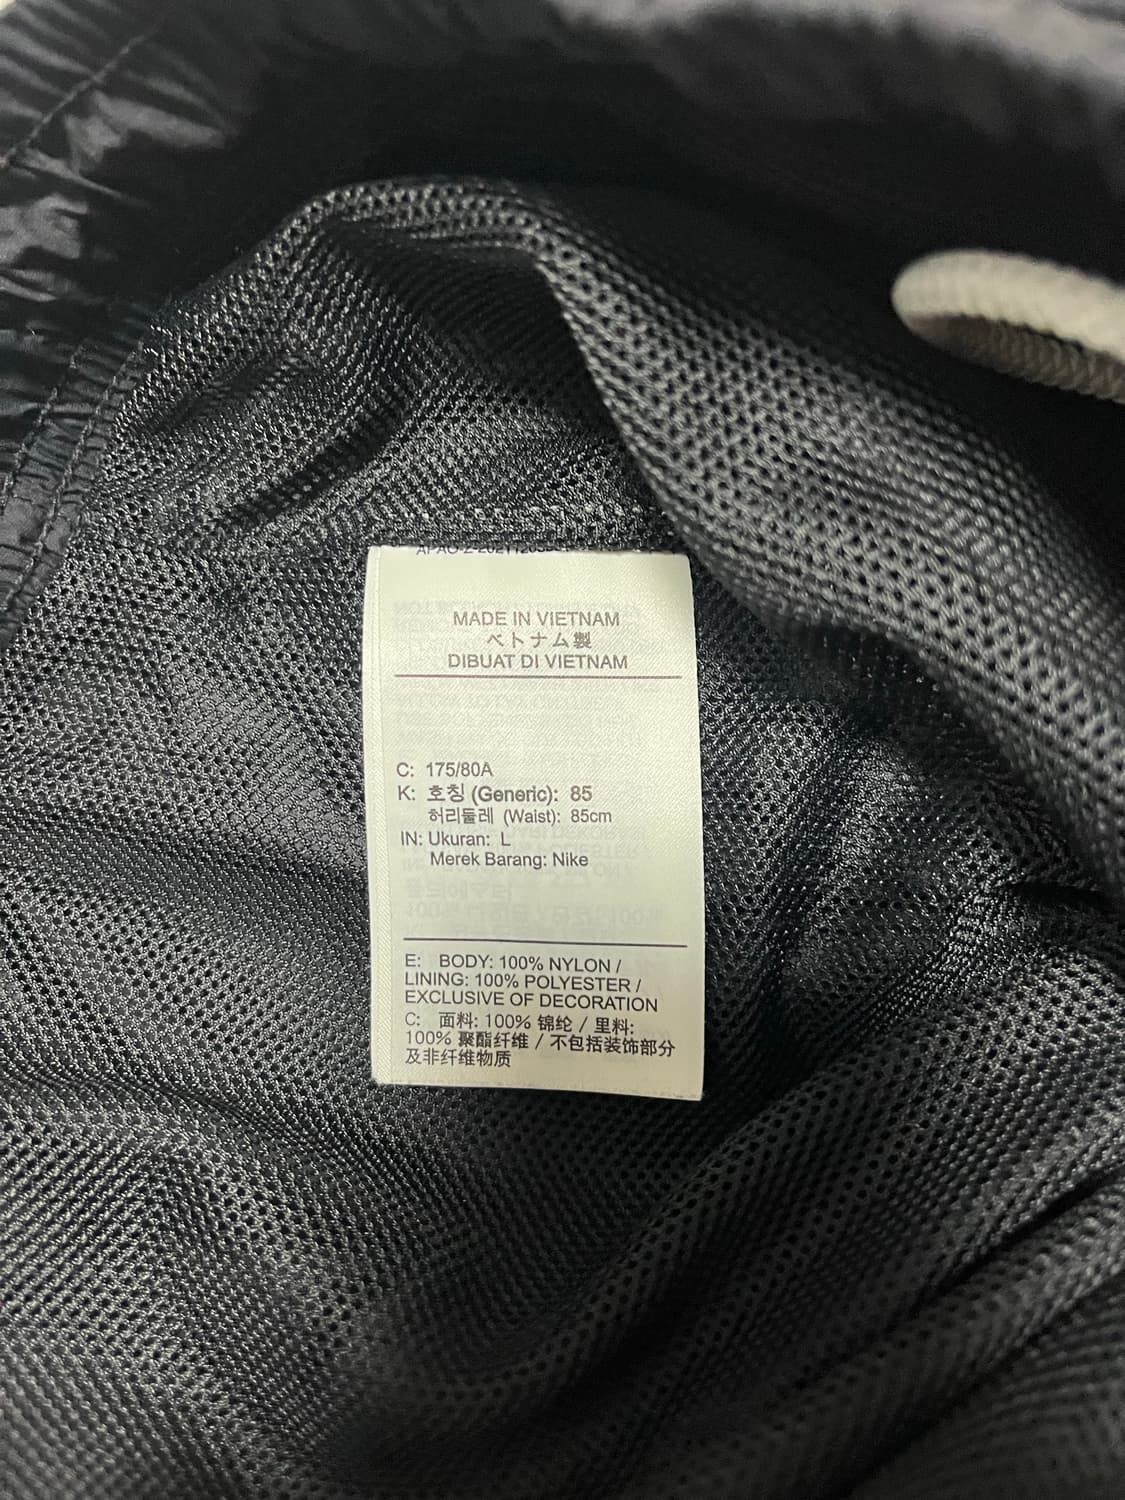 MADE IN VIETNAM
ベトナム製
DIBUAT DI VIETNAM
C: 175/80A
K: 호칭 (Generic): 85
허리둘레 (Waist): 85cm
IN: Ukuran: L
Merek Barang: Nike
E: BODY: 100% NYLON /
LINING: 100% POLYESTER /
EXCLUSIVE OF DECORATION
C: 面料: 100% 锦纶 / 里料:
100% 聚酯纤维 / 不包括装饰部分
及非纤维物质